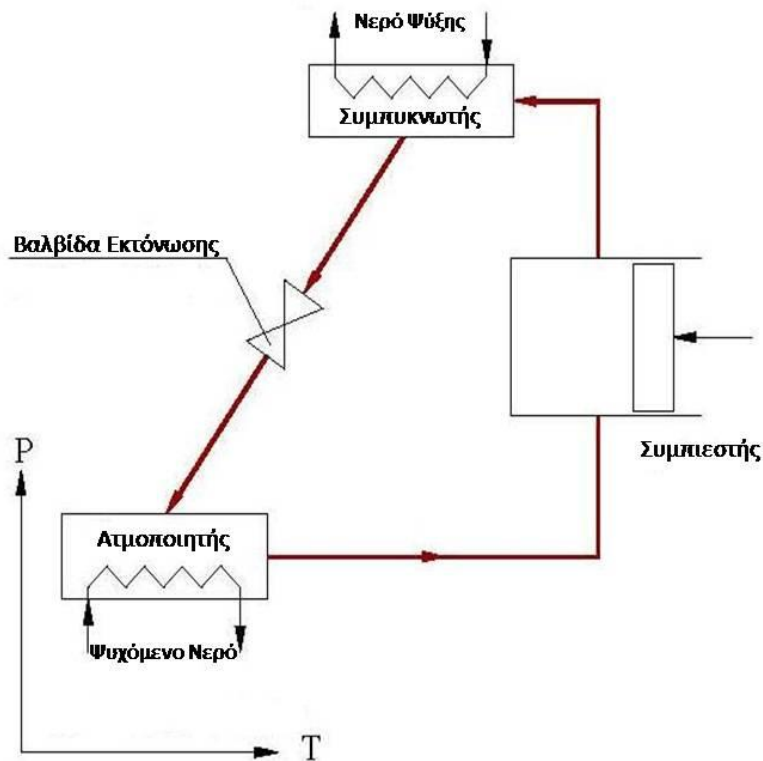 Νερό Ψύξης
Συμπυκνωτής
Βαλβίδα Εκτόνωσης
Συμπιεστής
P
Ατμοποιητής
Ψυχόμενο Νερό
T